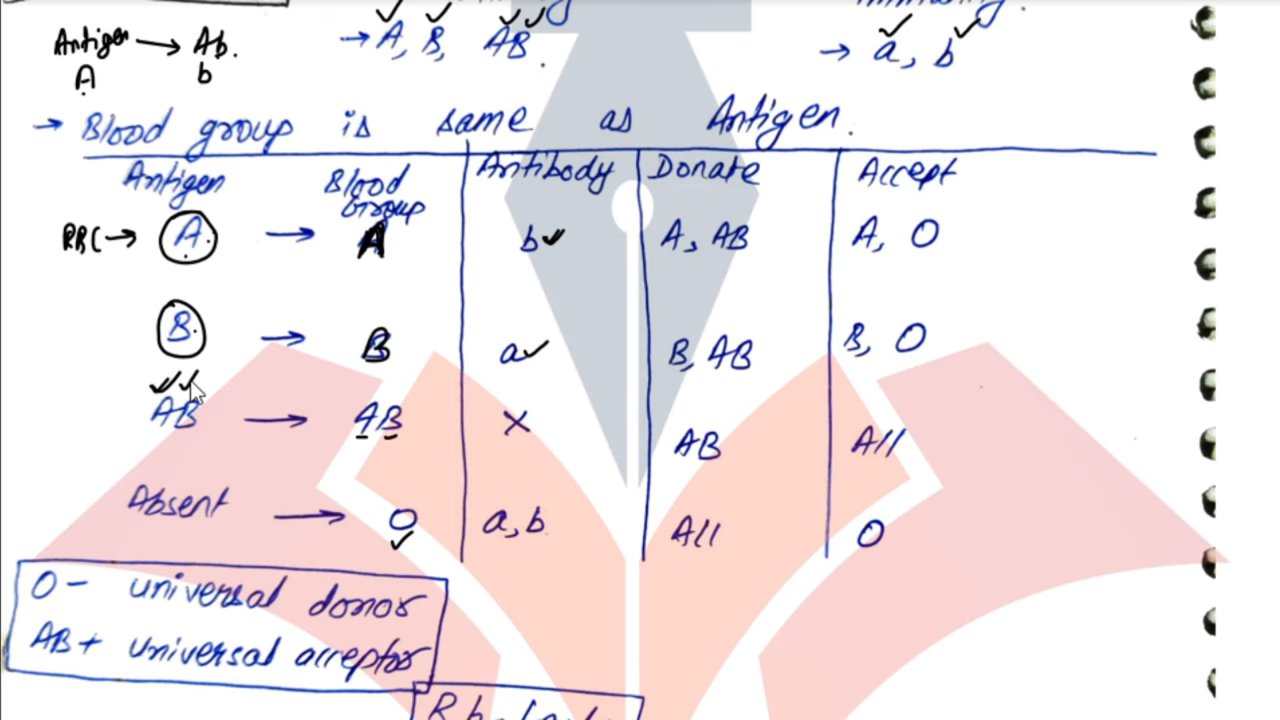 Antigen → Ab.
A b
→ A, B, AB.
→ a, b
→ Blood group is same as Antigen.
Antigen Blood Group Antibody Donate Accept
RBC → A. → A b A, AB A, O
B. → B a B, AB B, O
AB → AB × AB All
Absent → O a, b All O
O- universal donor
AB+ universal acceptor